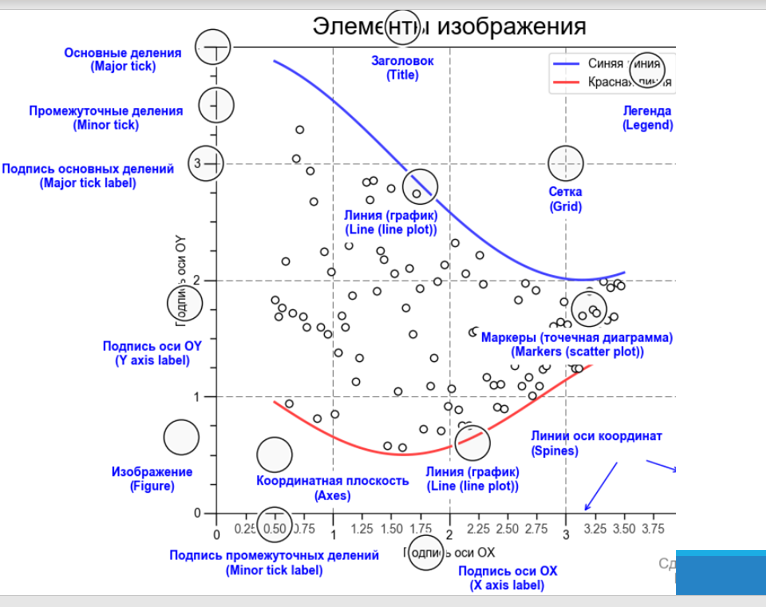 Элементы изображения
Основные деления
(Major tick)
Заголовок
(Title)
Синяя линия
Красная линия
Промежуточные деления
(Minor tick)
Легенда
(Legend)
Подпись основных делений
(Major tick label)
3
Сетка
(Grid)
Линия (график)
(Line (line plot))
Подпись оси OY
2
Подпись оси OY
(Y axis label)
Маркеры (точечная диаграмма)
(Markers (scatter plot))
1
Линии оси координат
(Spines)
Изображение
(Figure)
Координатная плоскость
(Axes)
Линия (график)
(Line (line plot))
0
0.25 0.50 0.75 1.25 1.50 1.75 2.25 2.50 2.75 3.25 3.50 3.75
0 1 2 3
Подпись оси OX
Подпись промежуточных делений
(Minor tick label)
Подпись оси OX
(X axis label)